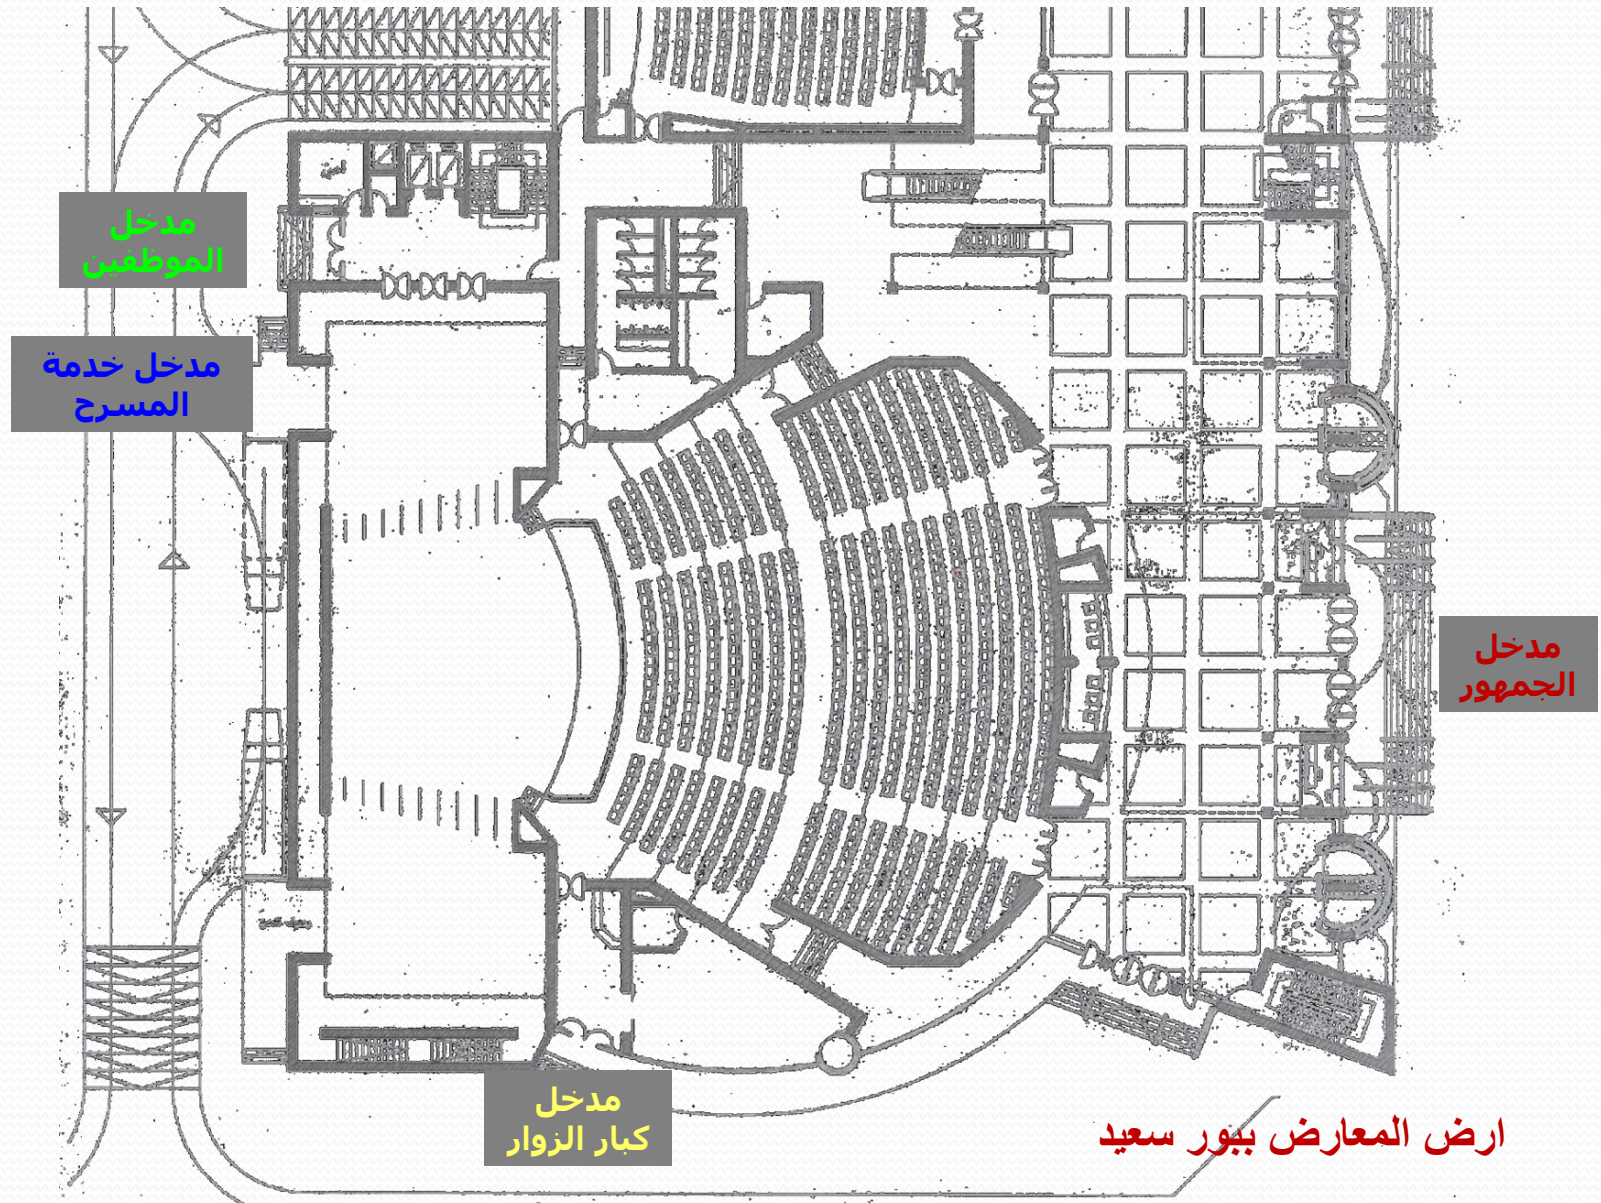 مدخل
الموظفين
مدخل خدمة
المسرح
مدخل
الجمهور
مدخل
كبار الزوار
ارض المعارض ببور سعيد